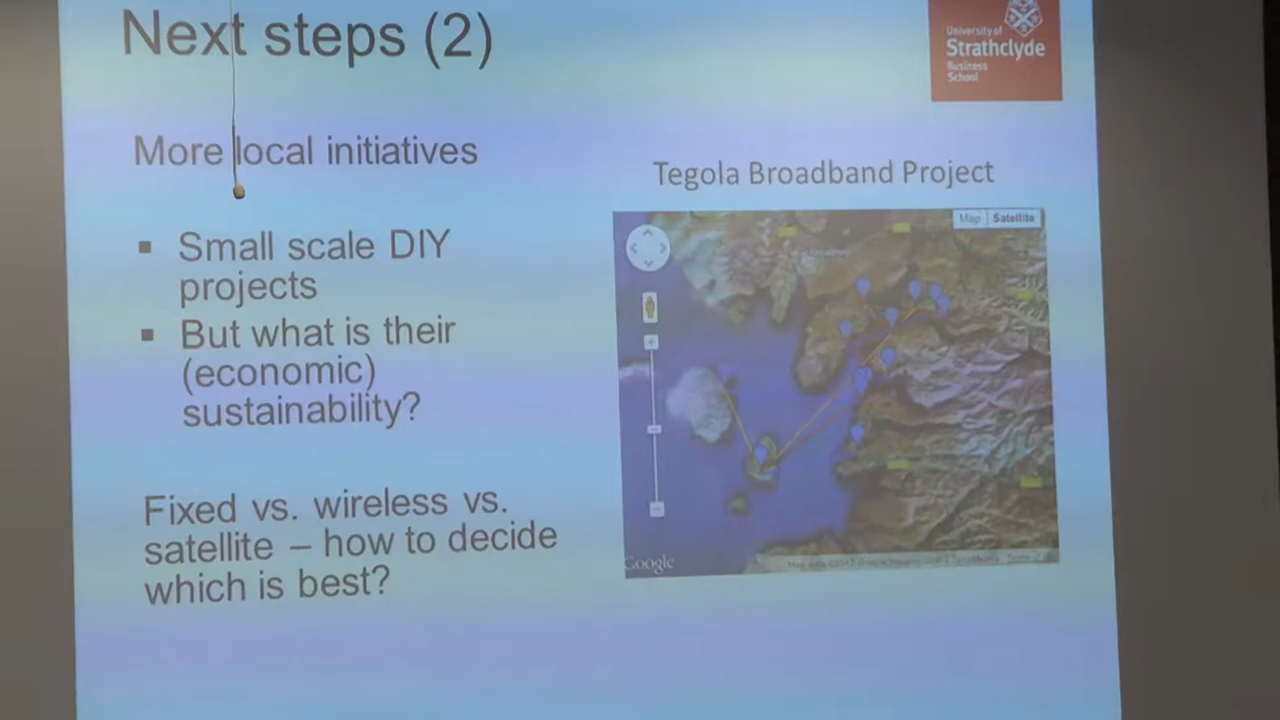 Next steps (2)
University of
Strathclyde
Business
School
More local initiatives
Tegola Broadband Project
▪ Small scale DIY
projects
▪ But what is their
(economic)
sustainability?
Fixed vs. wireless vs.
satellite – how to decide
which is best?
Map Satellite
Google